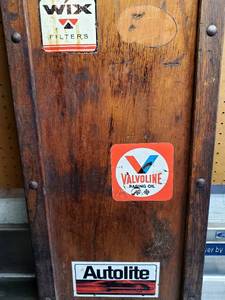 WIX
FILTERS
VALVOLINE
RACING OIL
Autolite